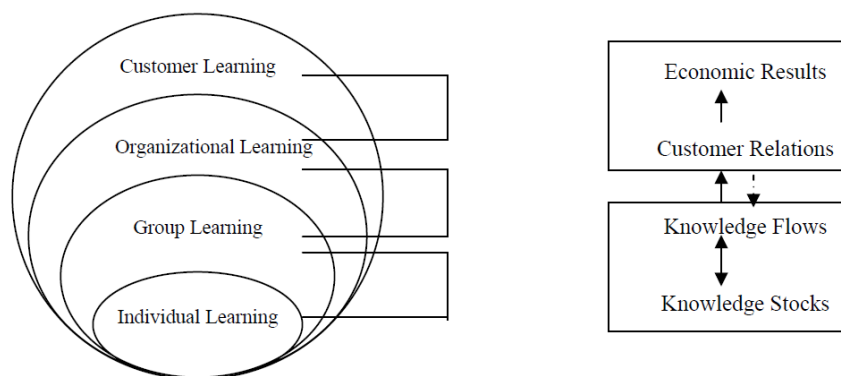 Customer Learning
Organizational Learning
Group Learning
Individual Learning
Economic Results
Customer Relations
Knowledge Flows
Knowledge Stocks